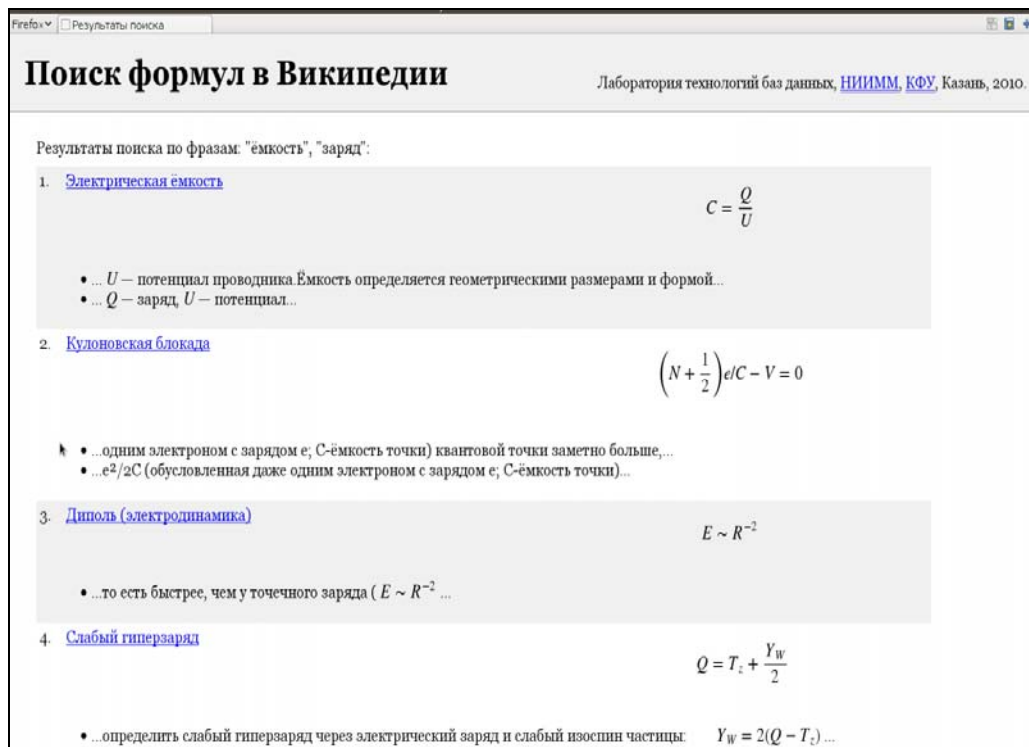 Firefox Результаты поиска
Поиск формул в Википедии
Лаборатория технологий баз данных, НИИММ, КФУ, Казань, 2010.
Результаты поиска по фразам: "ёмкость", "заряд":
1. Электрическая ёмкость
C = Q/U
• ... U — потенциал проводника.Ёмкость определяется геометрическими размерами и формой...
• ... Q — заряд, U — потенциал...
2. Кулоновская блокада
(N + 1/2) e/C − V = 0
• ...одним электроном с зарядом e; C-ёмкость точки) квантовой точки заметно больше,...
• ...e²/2C (обусловленная даже одним электроном с зарядом e; C-ёмкость точки)...
3. Диполь (электродинамика)
E ~ R⁻²
• ...то есть быстрее, чем у точечного заряда ( E ~ R⁻² ...
4. Слабый гиперзаряд
Q = T_z + Y_W/2
• ...определить слабый гиперзаряд через электрический заряд и слабый изоспин частицы: Y_W = 2(Q − T_z) ...